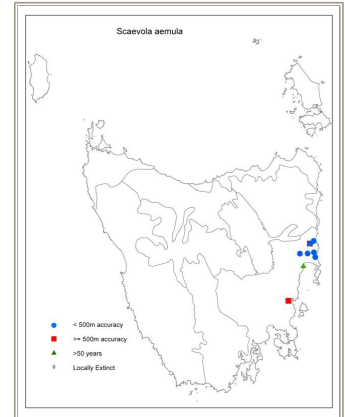 Scaevola aemula
< 500m accuracy
>= 500m accuracy
>50 years
Locally Extinct